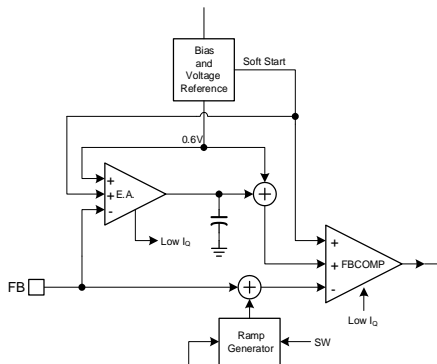 Bias
and
Voltage
Reference
Soft Start
0.6V
+
+
-
E.A.
+
Low IQ
+
+
-
FBCOMP
FB
+
Low IQ
Ramp
Generator
SW